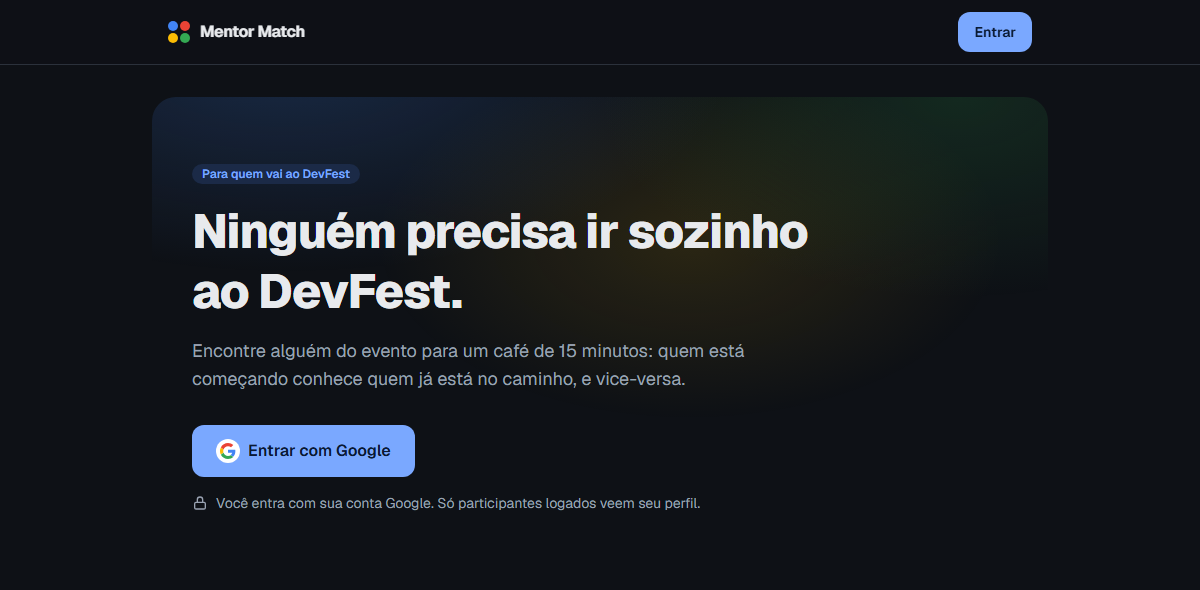 Mentor Match
Entrar
Para quem vai ao DevFest
Ninguém precisa ir sozinho
ao DevFest.
Encontre alguém do evento para um café de 15 minutos: quem está
começando conhece quem já está no caminho, e vice-versa.
Entrar com Google
Você entra com sua conta Google. Só participantes logados veem seu perfil.